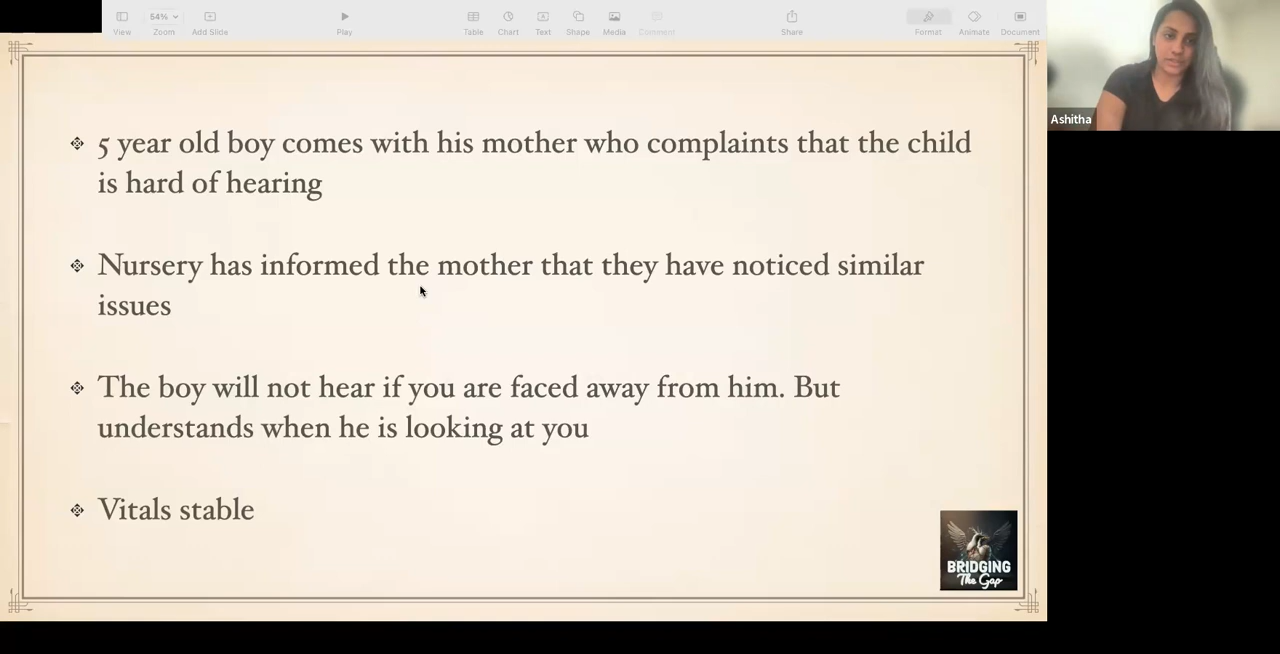 54%
View Zoom Add Slide Play Table Chart Text Shape Media Comment Share Format Animate Document
Ashitha
5 year old boy comes with his mother who complaints that the child
is hard of hearing
Nursery has informed the mother that they have noticed similar
issues
The boy will not hear if you are faced away from him. But
understands when he is looking at you
Vitals stable
BRIDGING
The Gap